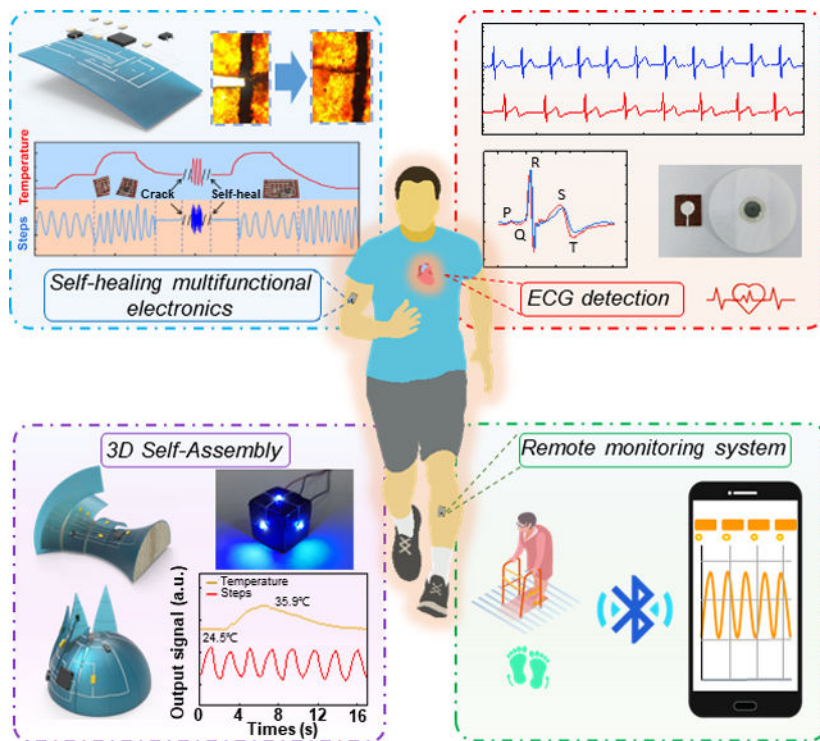 Temperature
Steps
Crack
Self-heal
Self-healing multifunctional
electronics
R
P
S
Q
T
ECG detection
3D Self-Assembly
Output signal (a.u.)
Temperature
Steps
35.9℃
24.5℃
0 4 8 12 16
Times (s)
Remote monitoring system